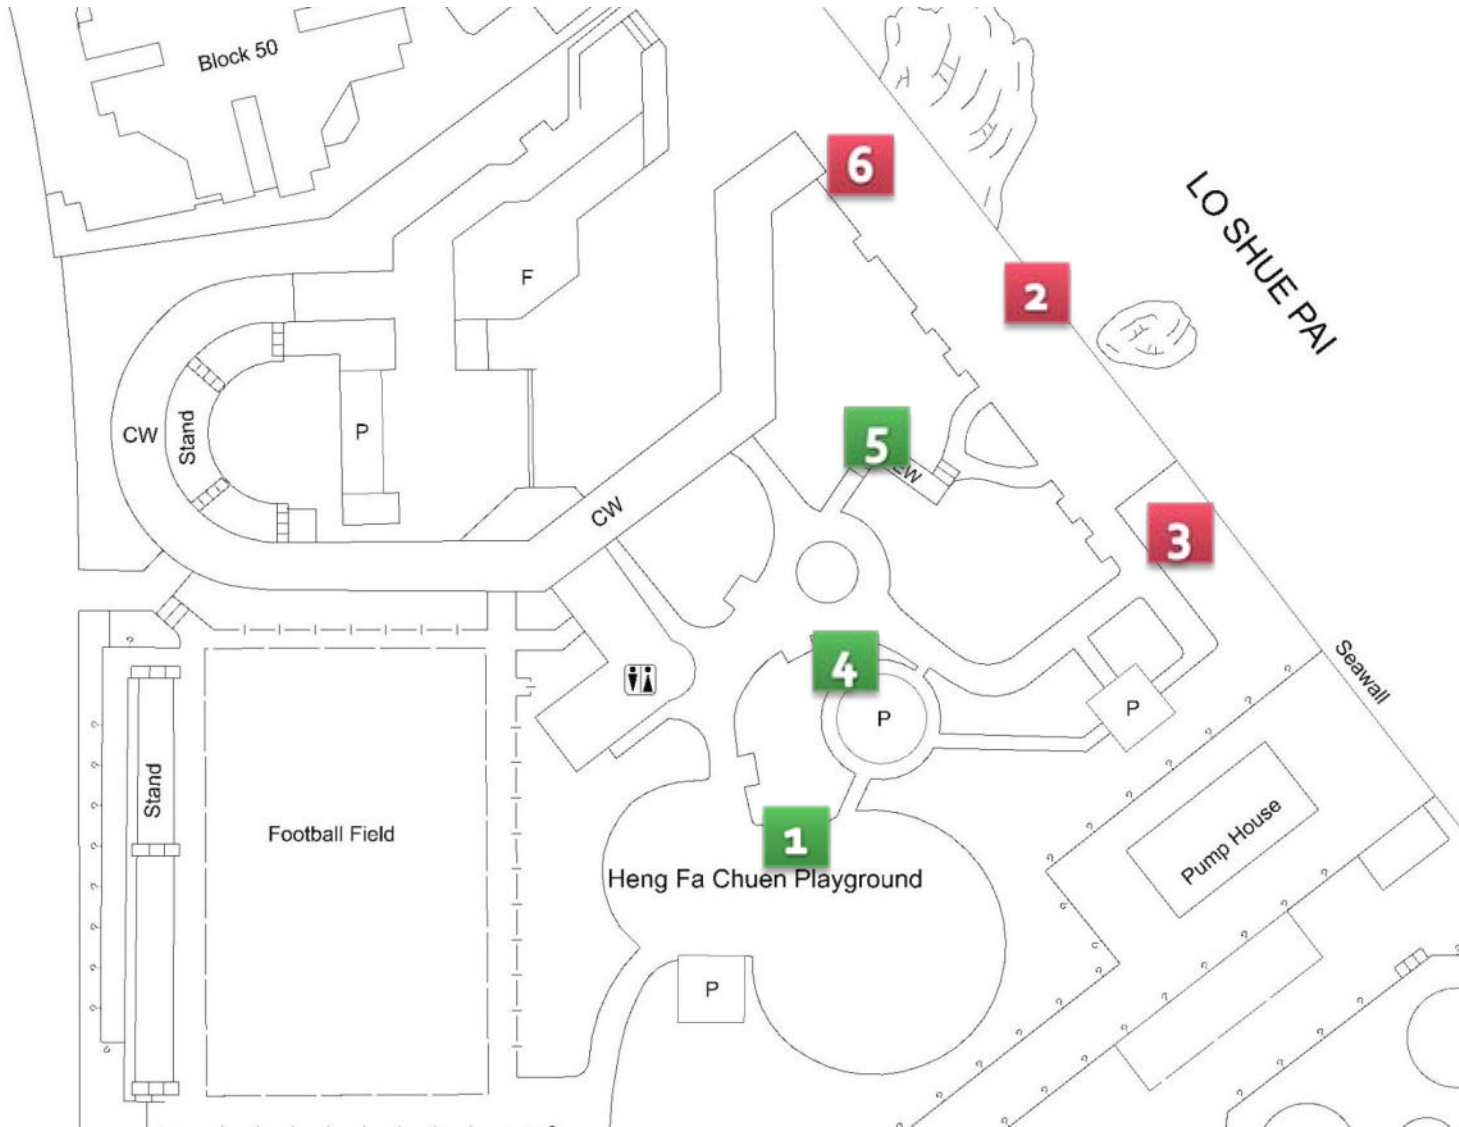 Block 50
6
LO SHUE PAI
2
F
CW
Stand
P
5
EW
CW
3
4
P
P
Seawall
Stand
Football Field
1
Heng Fa Chuen Playground
Pump House
P